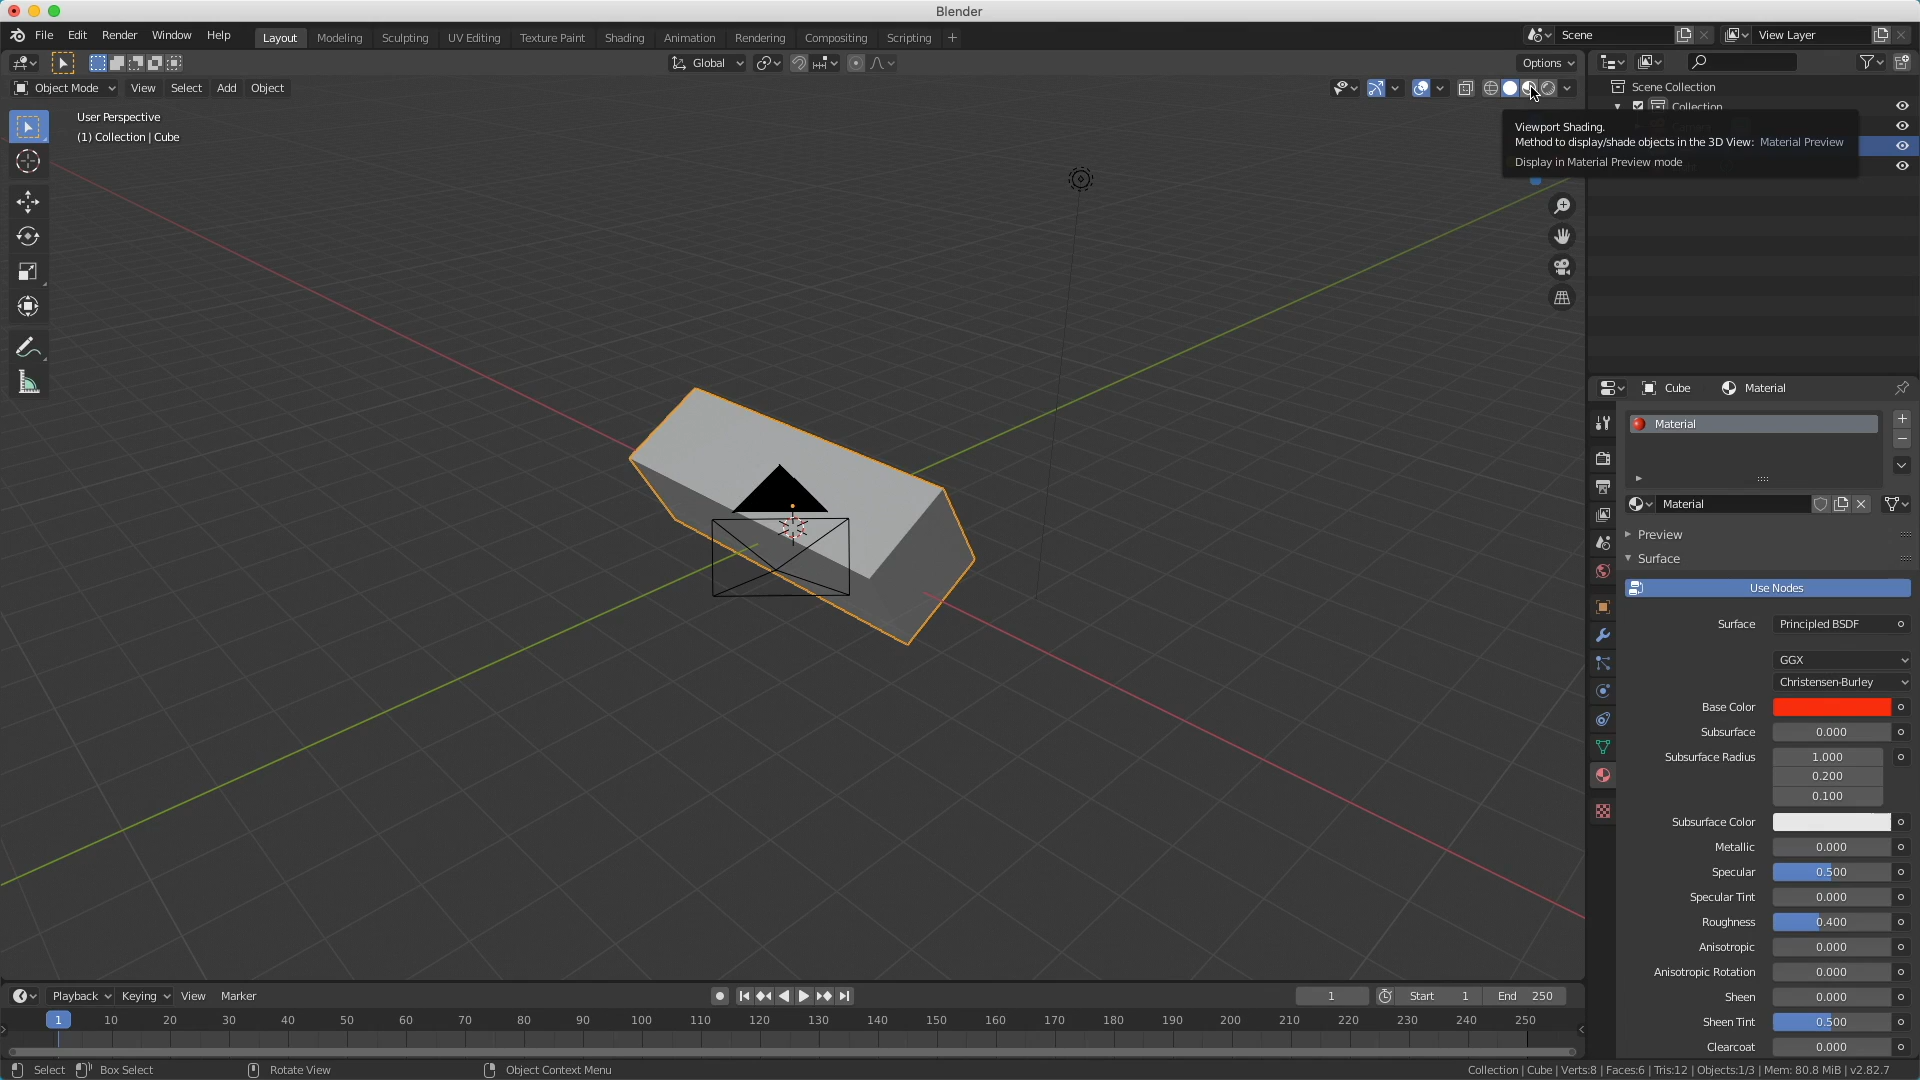 Blender
File Edit Render Window Help
Layout Modeling Sculpting UV Editing Texture Paint Shading Animation Rendering Compositing Scripting +
Scene
View Layer
Global
Options
Object Mode View Select Add Object
User Perspective
(1) Collection | Cube
Scene Collection
Collection
Viewport Shading.
Method to display/shade objects in the 3D View: Material Preview
Display in Material Preview mode
Cube Material
Material
Material
Preview
Surface
Use Nodes
Surface Principled BSDF
GGX
Christensen-Burley
Base Color
Subsurface 0.000
Subsurface Radius 1.000
0.200
0.100
Subsurface Color
Metallic 0.000
Specular 0.500
Specular Tint 0.000
Roughness 0.400
Anisotropic 0.000
Anisotropic Rotation 0.000
Sheen 0.000
Sheen Tint 0.500
Clearcoat 0.000
Playback Keying View Marker
1 Start 1 End 250
1 10 20 30 40 50 60 70 80 90 100 110 120 130 140 150 160 170 180 190 200 210 220 230 240 250
Select Box Select Rotate View Object Context Menu
Collection | Cube | Verts:8 | Faces:6 | Tris:12 | Objects:1/3 | Mem: 80.8 MiB | v2.82.7